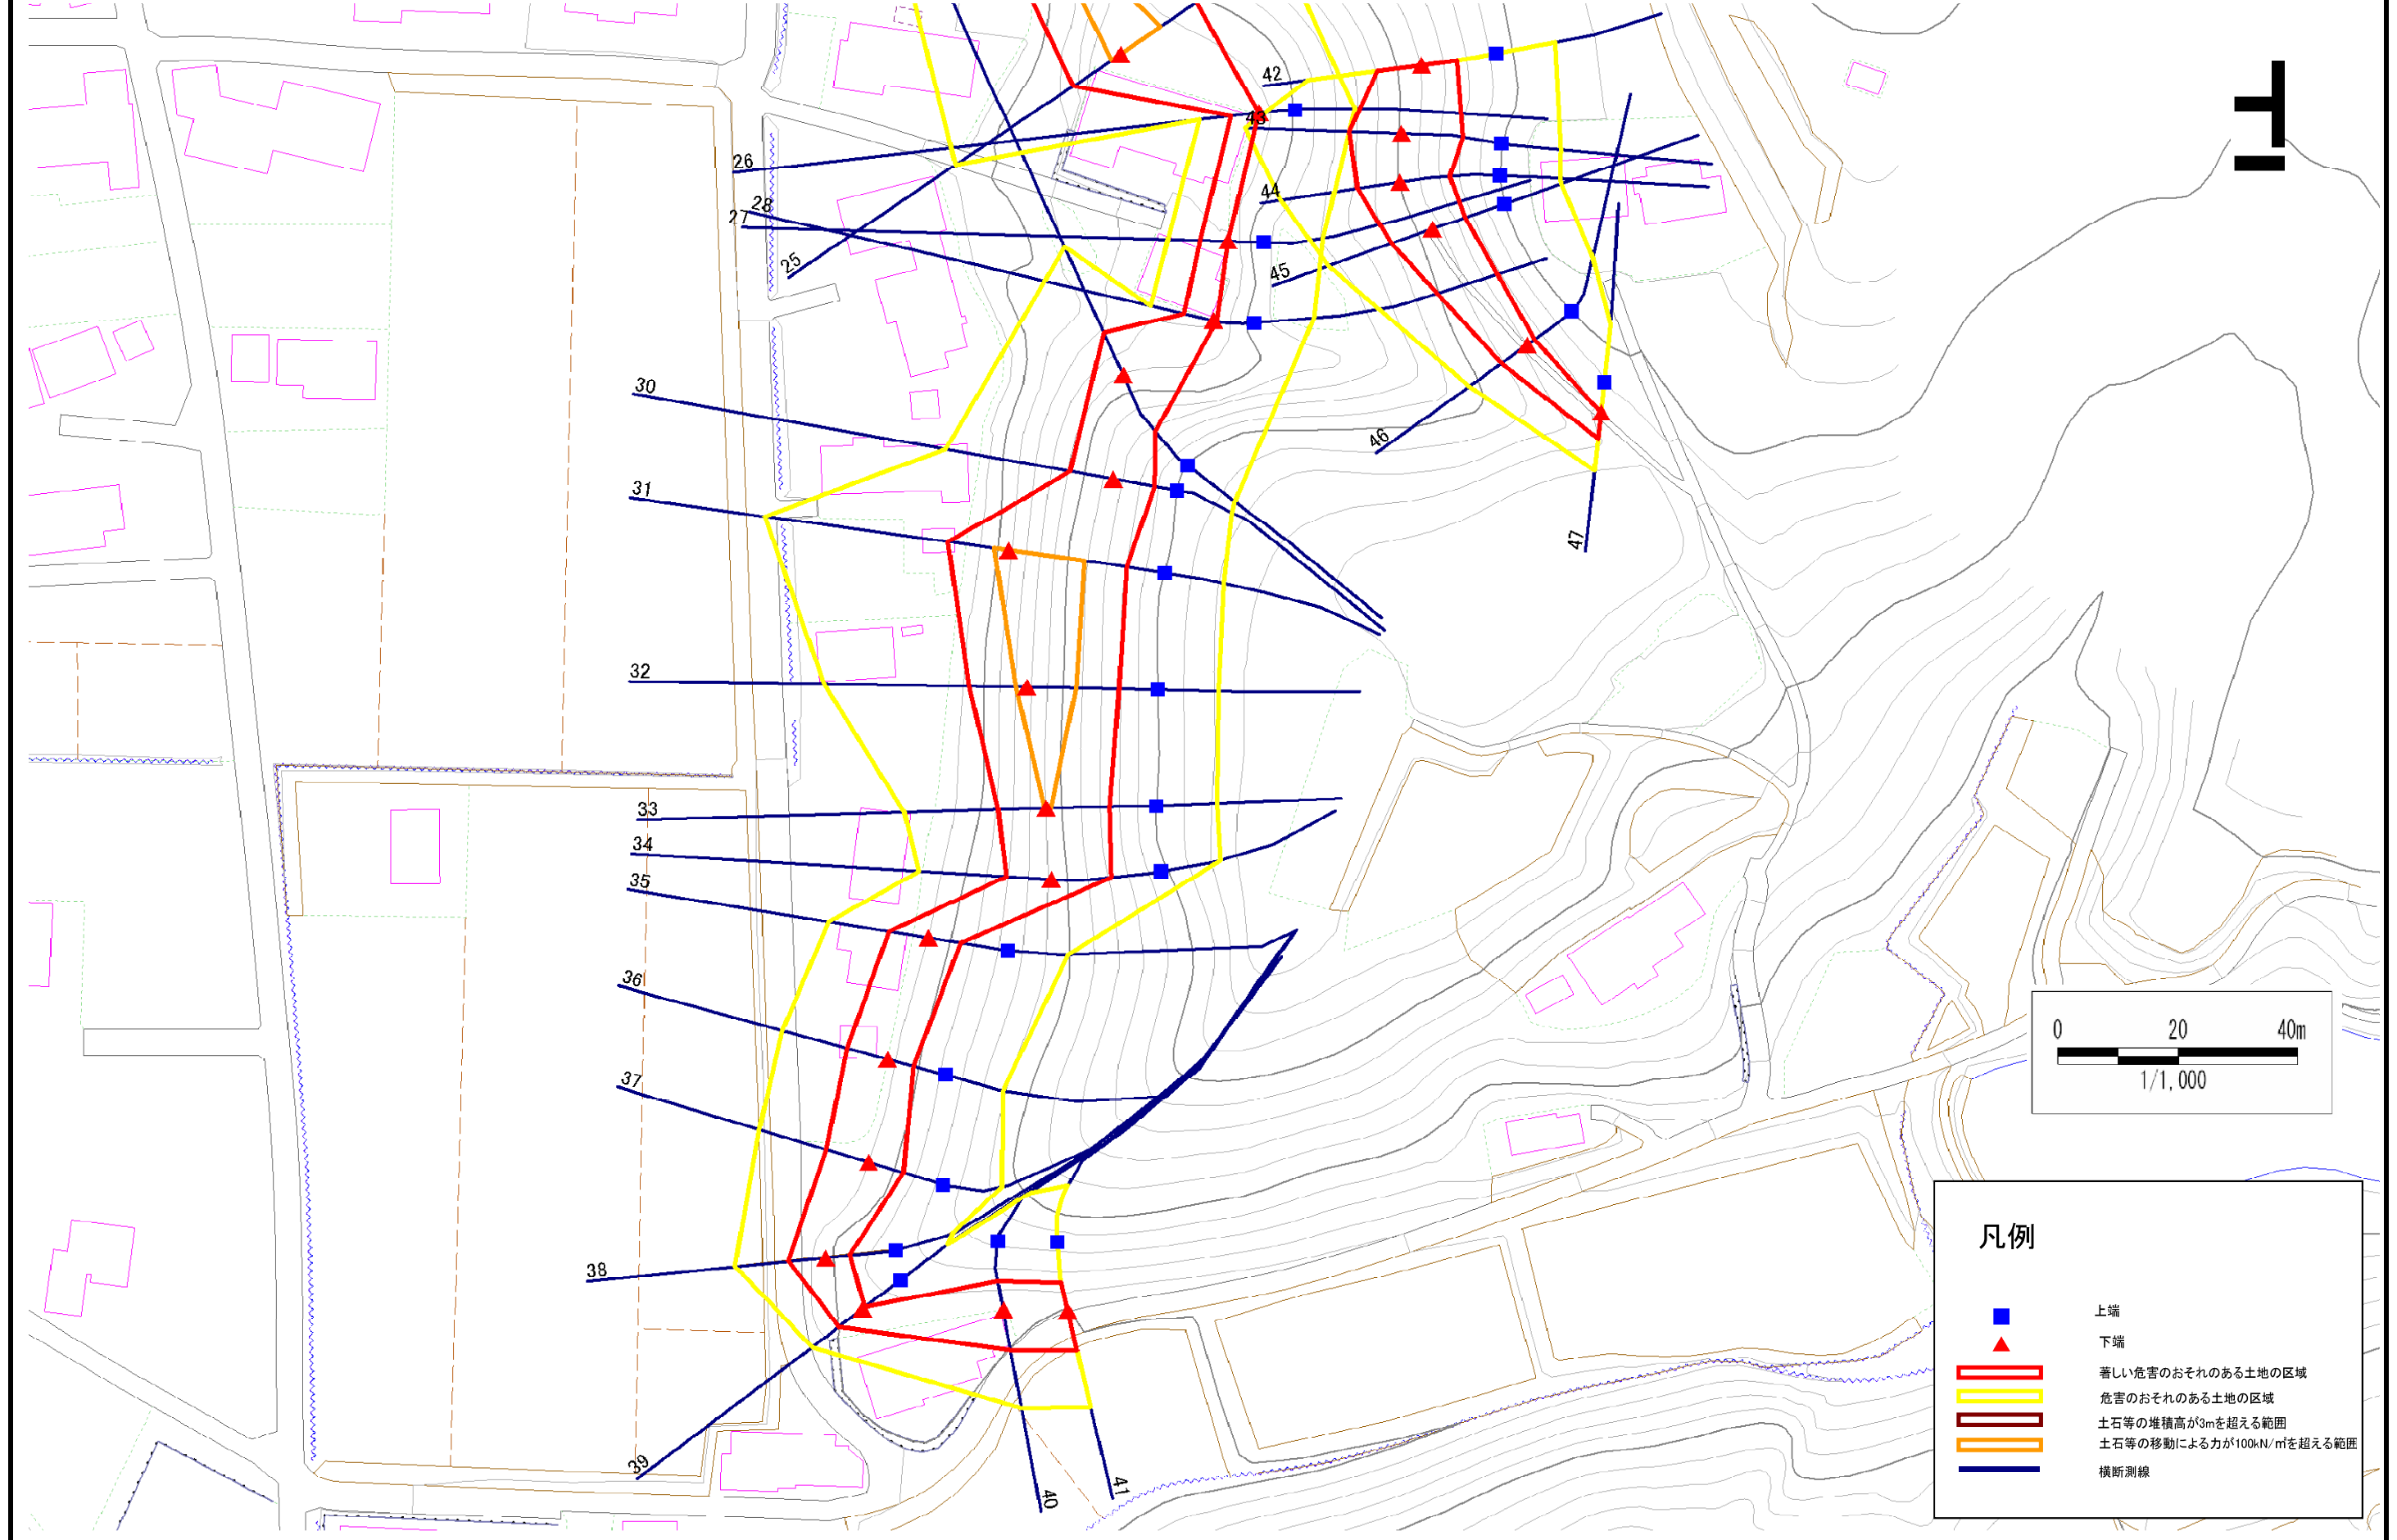 42
43
26
44
28
27
25
45
30
46
31
47
32
33
34
35
36
0 20 40m
1/1,000
37
凡例
38
上端
下端
著しい危害のおそれのある土地の区域
危害のおそれのある土地の区域
土石等の堆積高が3mを超える範囲
土石等の移動による力が100kN/㎡を超える範囲
横断測線
39
40
41